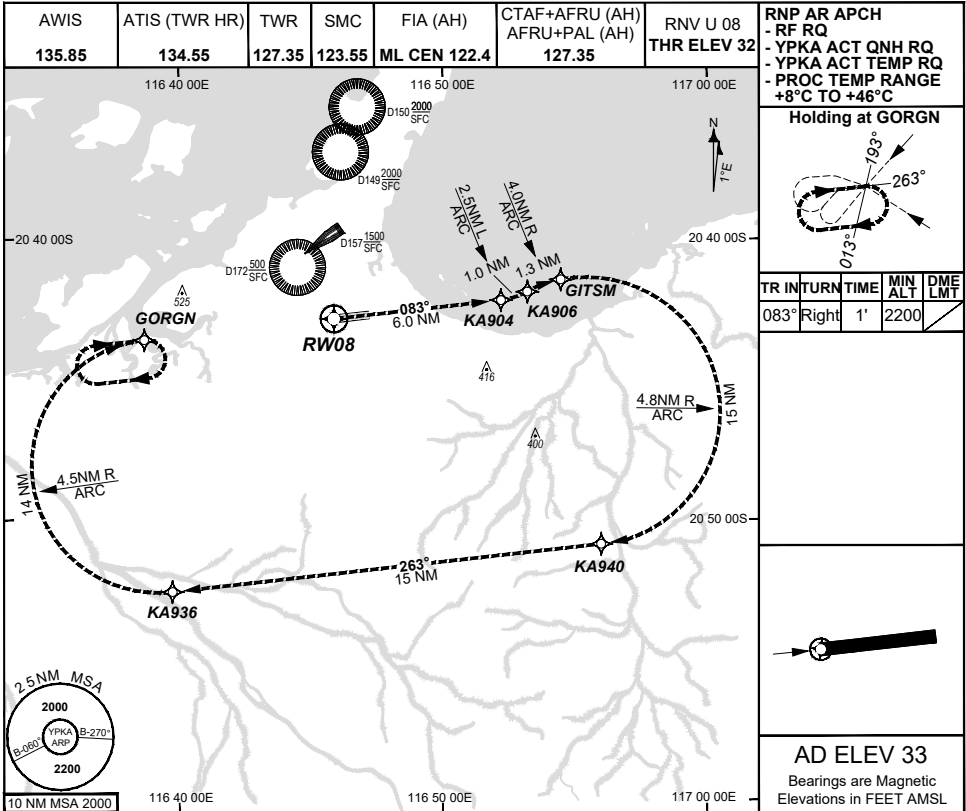 AWIS
135.85
ATIS (TWR HR)
134.55
TWR
127.35
SMC
123.55
FIA (AH)
ML CEN 122.4
CTAF+AFRU (AH)
AFRU+PAL (AH)
127.35
RNV U 08
THR ELEV 32
RNP AR APCH
- RF RQ
- YPKA ACT QNH RQ
- YPKA ACT TEMP RQ
- PROC TEMP RANGE
+8°C TO +46°C
116 40 00E
116 50 00E
117 00 00E
D150 2000
SFC
D149 2000
SFC
N
1°E
2.5NM L
ARC
4.0NM R
ARC
20 40 00S
20 40 00S
D157 1500
SFC
D172 500
SFC
1.0 NM
1.3 NM
GITSM
525
GORGN
083°
6.0 NM
KA904
KA906
RW08
416
4.8NM R
ARC
15 NM
400
4.5NM R
ARC
14 NM
20 50 00S
263°
15 NM
KA940
KA936
25NM MSA
2000
YPKA
ARP
B-060°
B-270°
2200
10 NM MSA 2000
116 40 00E
116 50 00E
117 00 00E
Holding at GORGN
193°
263°
013°
TR IN TURN TIME MIN ALT DME LMT
083° Right 1' 2200
AD ELEV 33
Bearings are Magnetic
Elevations in FEET AMSL